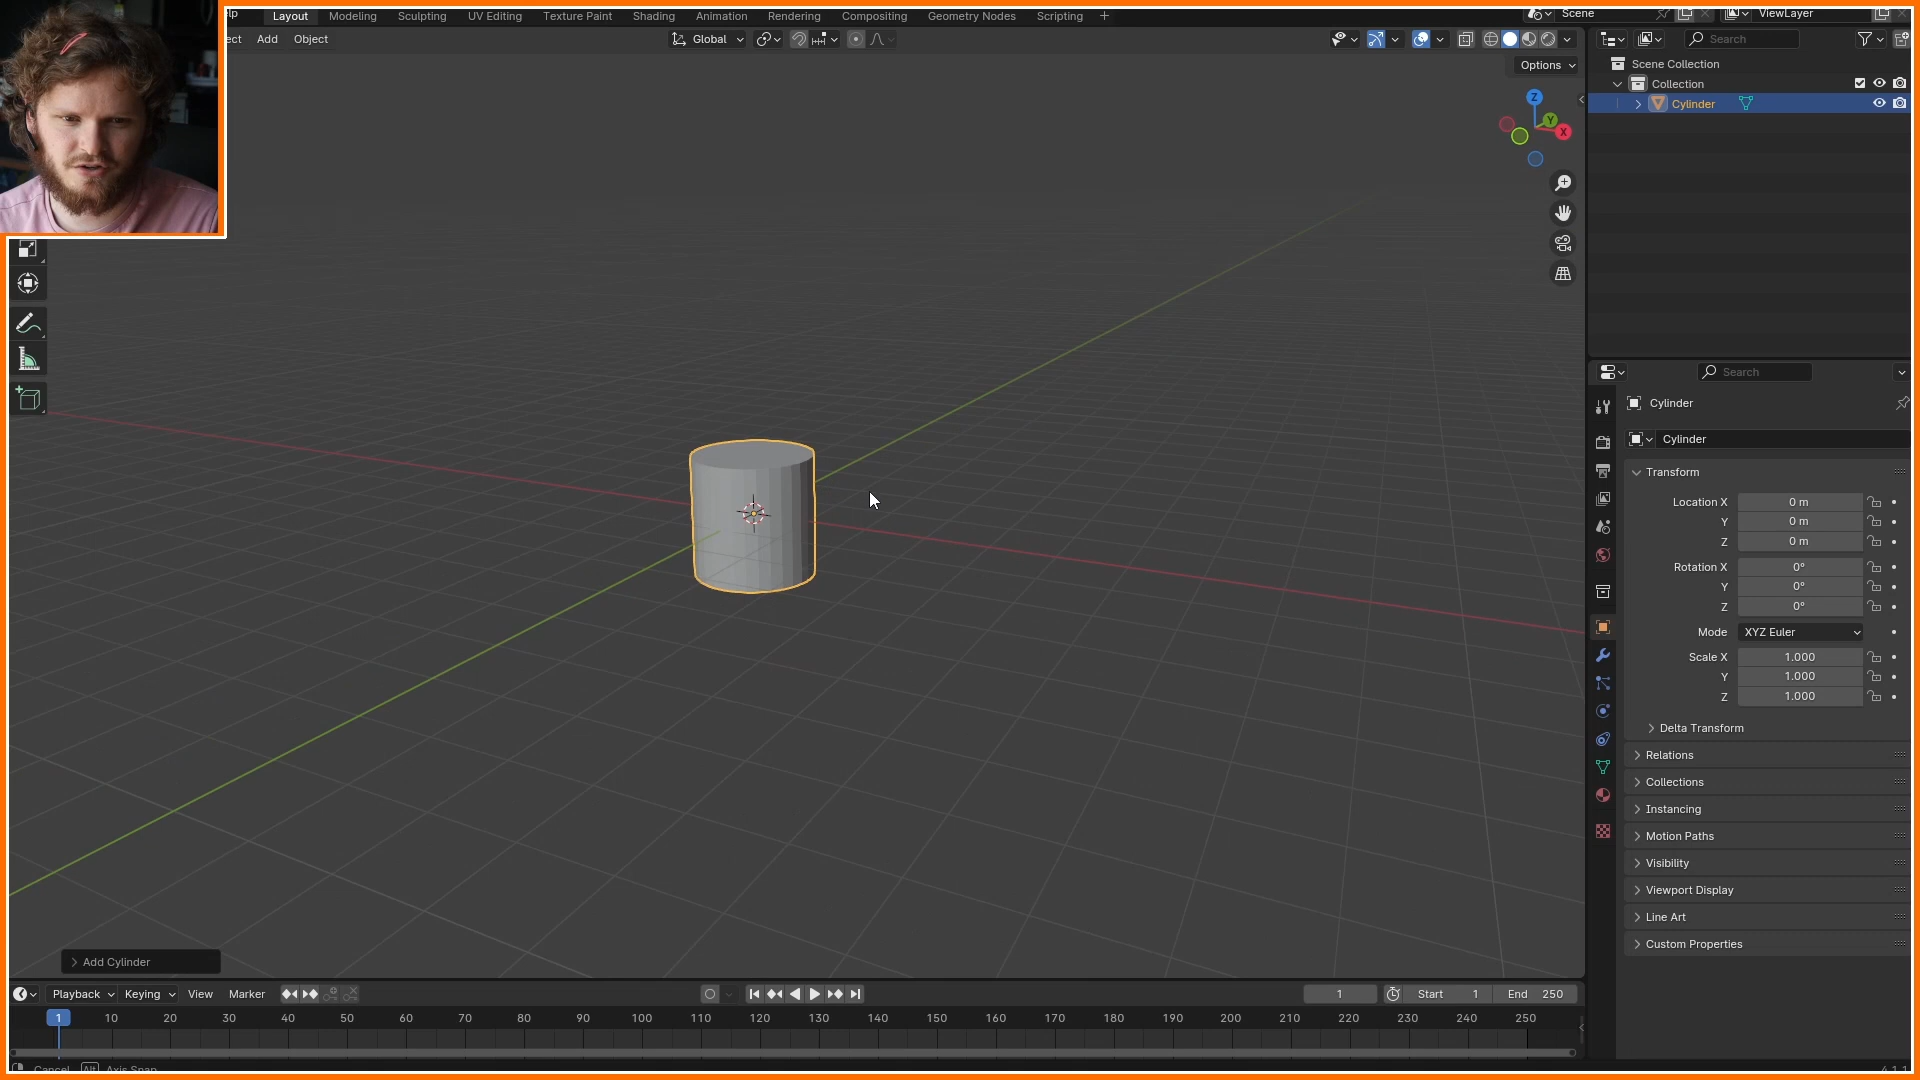 lp
Layout
Modeling
Sculpting
UV Editing
Texture Paint
Shading
Animation
Rendering
Compositing
Geometry Nodes
Scripting
+
Scene
ViewLayer
ect
Add
Object
Global
Search
Options
Scene Collection
Collection
Cylinder
Z
Y
X
Search
Cylinder
Cylinder
Transform
Location X 0 m
Y 0 m
Z 0 m
Rotation X 0°
Y 0°
Z 0°
Mode XYZ Euler
Scale X 1.000
Y 1.000
Z 1.000
Delta Transform
Relations
Collections
Instancing
Motion Paths
Visibility
Viewport Display
Line Art
Custom Properties
Add Cylinder
Playback
Keying
View
Marker
1
Start 1
End 250
1 10 20 30 40 50 60 70 80 90 100 110 120 130 140 150 160 170 180 190 200 210 220 230 240 250
Cancel Alt Axis Snap